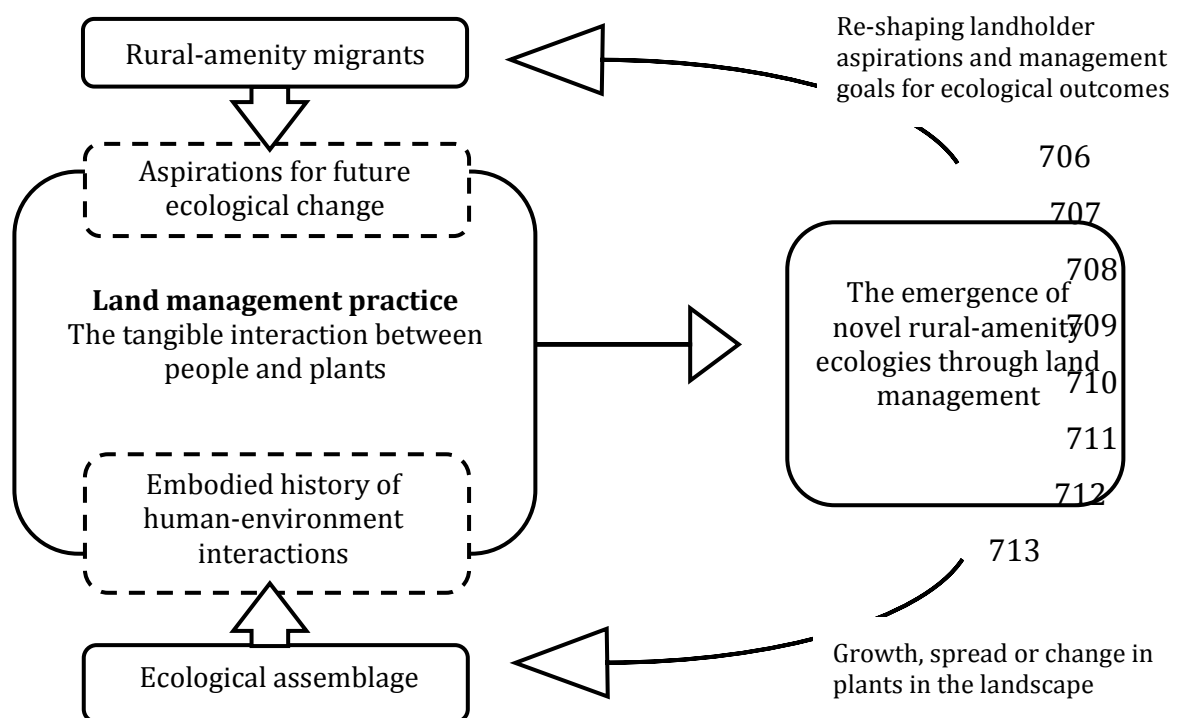 Rural-amenity migrants
Re-shaping landholder
aspirations and management
goals for ecological outcomes
Aspirations for future
ecological change
Land management practice
The tangible interaction between
people and plants
Embodied history of
human-environment
interactions
Ecological assemblage
The emergence of
novel rural-amenity
ecologies through land
management
706
707
708
709
710
711
712
713
Growth, spread or change in
plants in the landscape